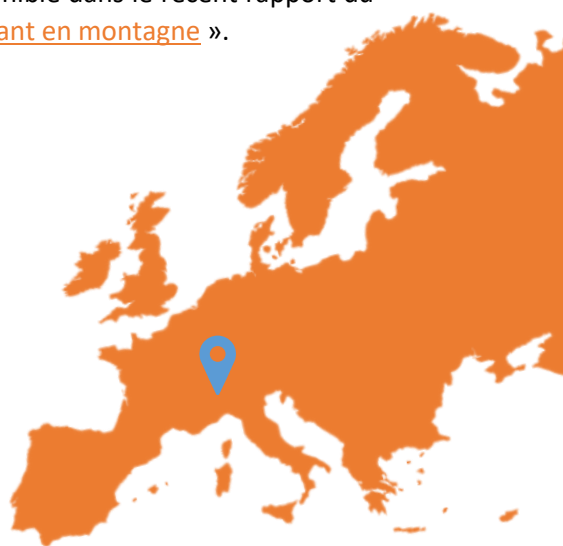 dans le récent rapport du
ant en montagne ».